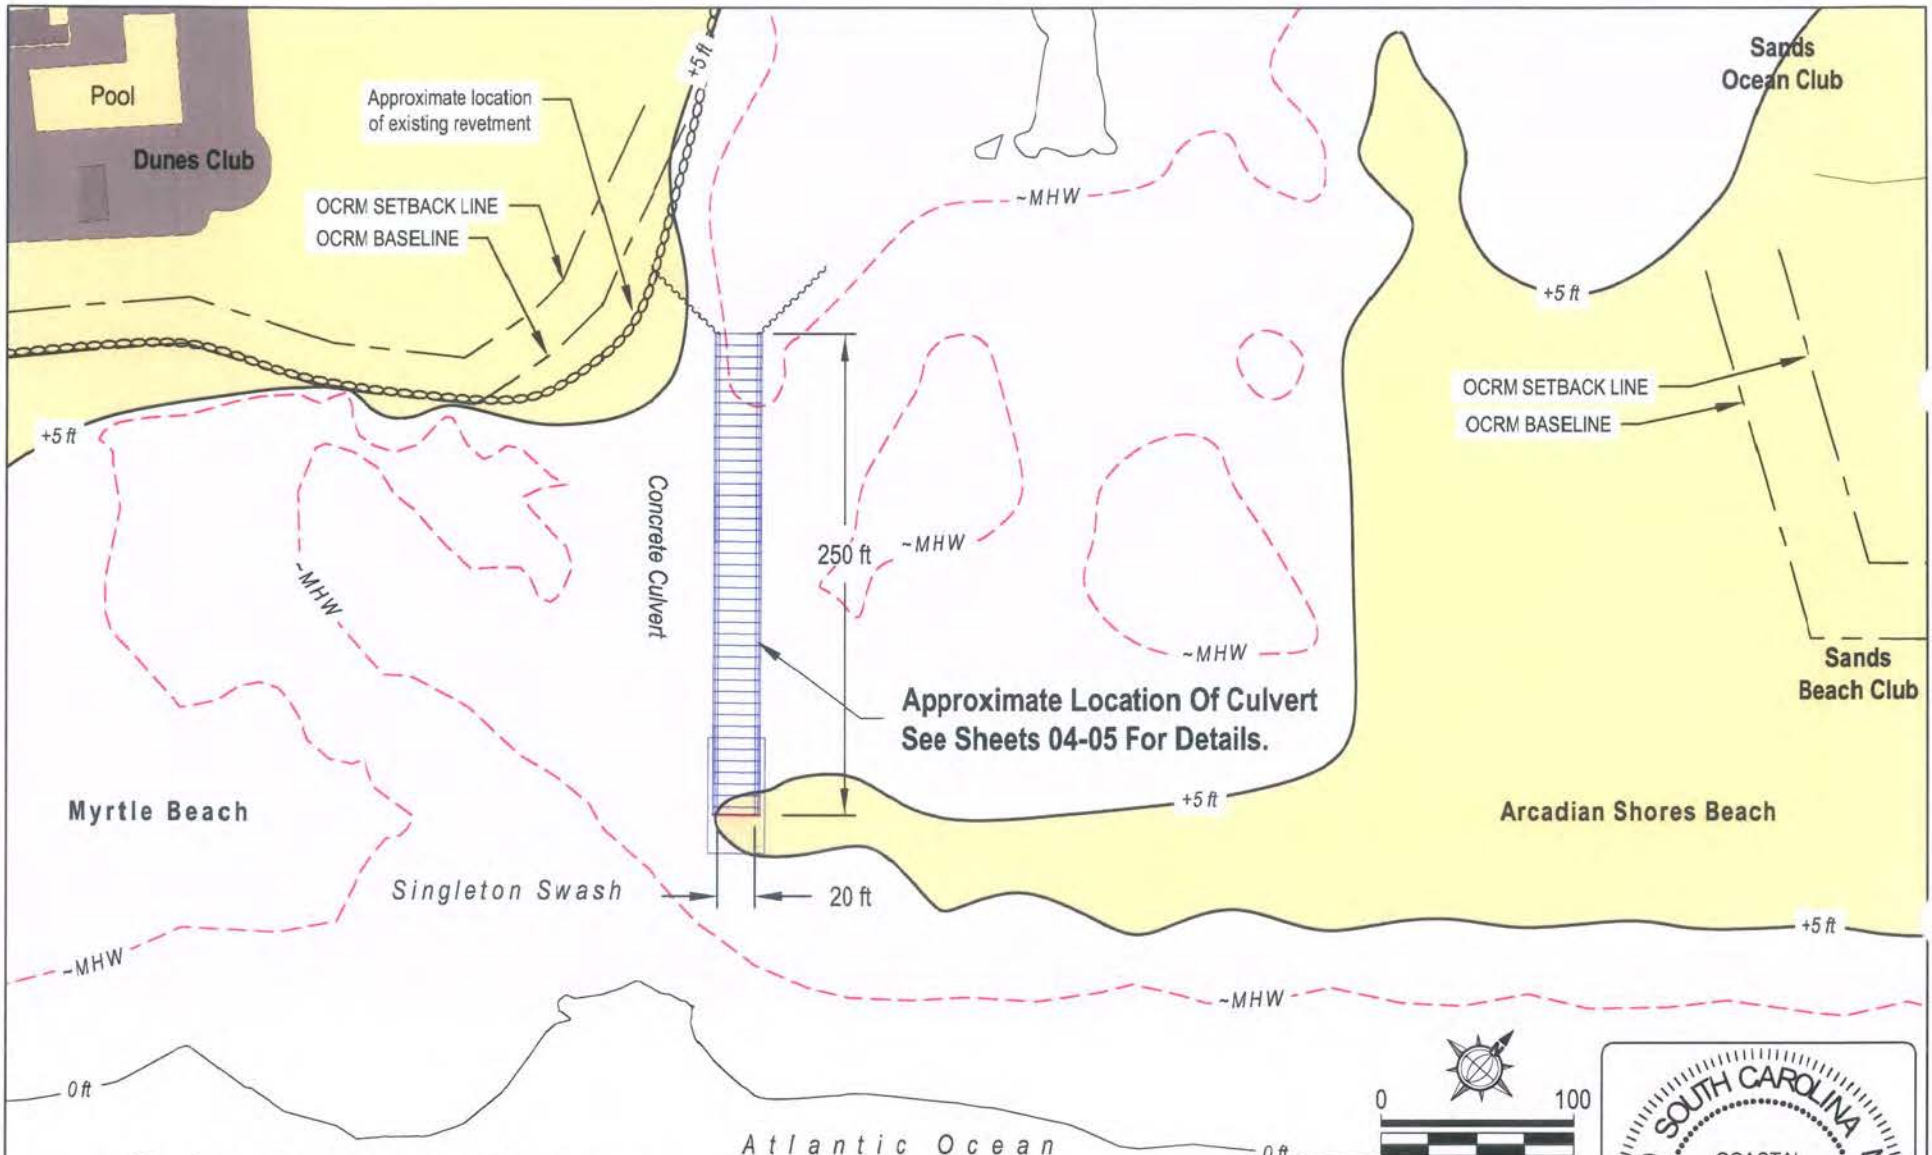 Sands
Ocean Club
+5 ft
Pool
Approximate location
of existing revetment
Dunes Club
OCRM SETBACK LINE
OCRM BASELINE
~MHW
+5 ft
OCRM SETBACK LINE
OCRM BASELINE
+5 ft
Concrete Culvert
250 ft
~MHW
~MHW
~MHW
Sands
Beach Club
Approximate Location Of Culvert
See Sheets 04-05 For Details.
Myrtle Beach
+5 ft
Arcadian Shores Beach
Singleton Swash
20 ft
+5 ft
~MHW
~MHW
N
0 ft
0 100
SOUTH CAROLINA
Atlantic Ocean
0 ft